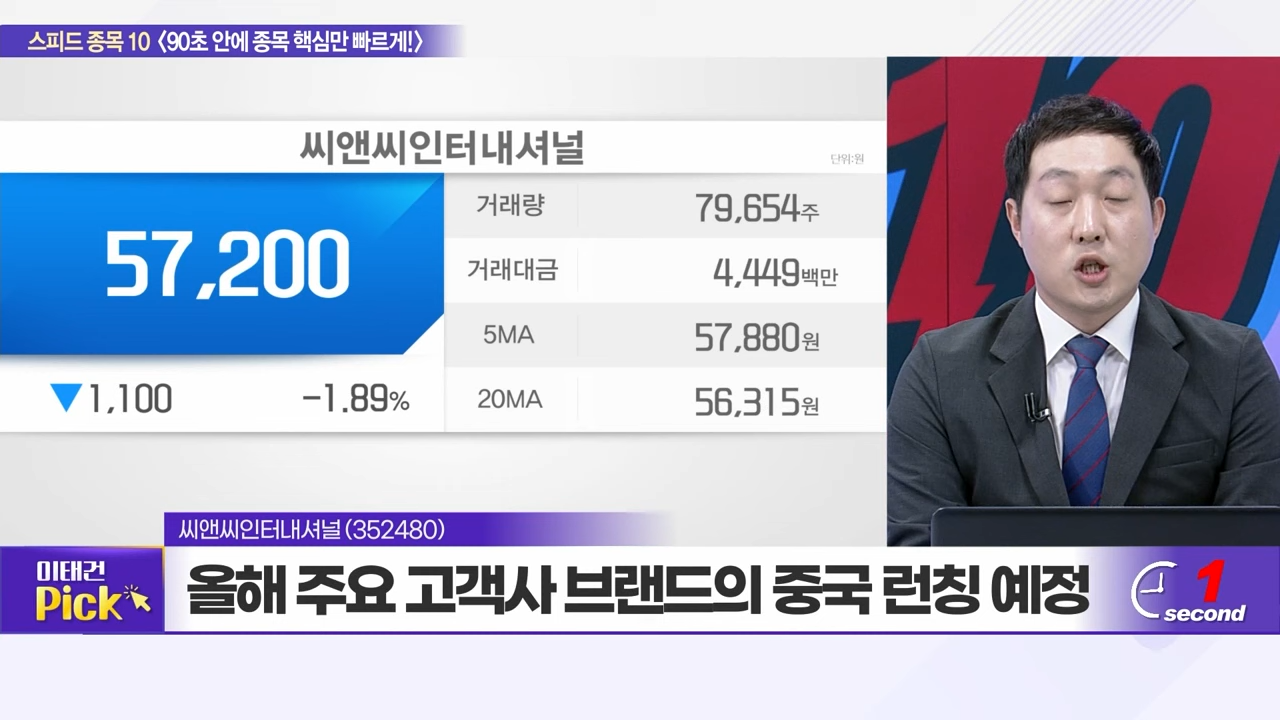 스피드 종목 10 〈90초 안에 종목 핵심만 빠르게!〉
씨앤씨인터내셔널
단위:원
57,200
▼1,100 -1.89%
거래량 79,654주
거래대금 4,449백만
5MA 57,880원
20MA 56,315원
씨앤씨인터내셔널(352480)
이태건
Pick
올해 주요 고객사 브랜드의 중국 런칭 예정
1
second